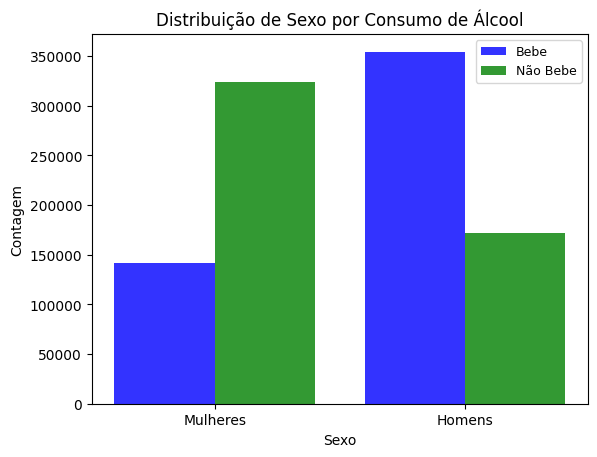 Distribuição de Sexo por Consumo de Álcool
Bebe
Não Bebe
350000
300000
250000
200000
150000
100000
50000
0
Contagem
Mulheres
Homens
Sexo